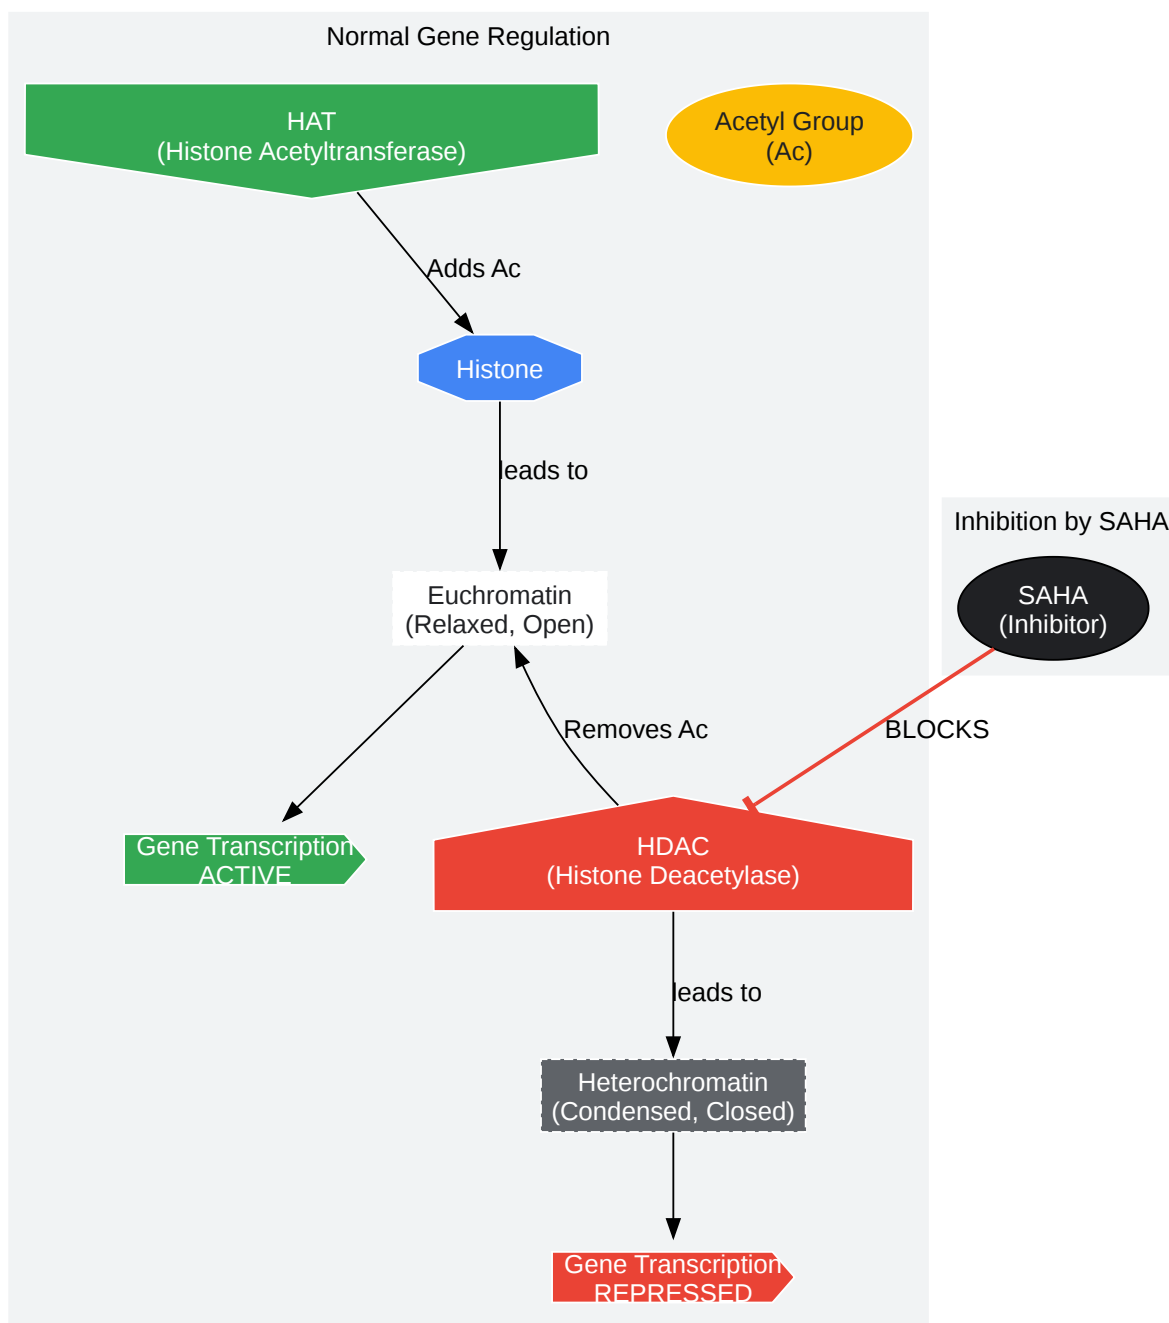 Normal Gene Regulation
HAT
(Histone Acetyltransferase)
Acetyl Group
(Ac)
Adds Ac
Histone
leads to
Inhibition by SAHA
SAHA
(Inhibitor)
Euchromatin
(Relaxed, Open)
Removes Ac
BLOCKS
Gene Transcription
ACTIVE
HDAC
(Histone Deacetylase)
leads to
Heterochromatin
(Condensed, Closed)
Gene Transcription
REPRESSED